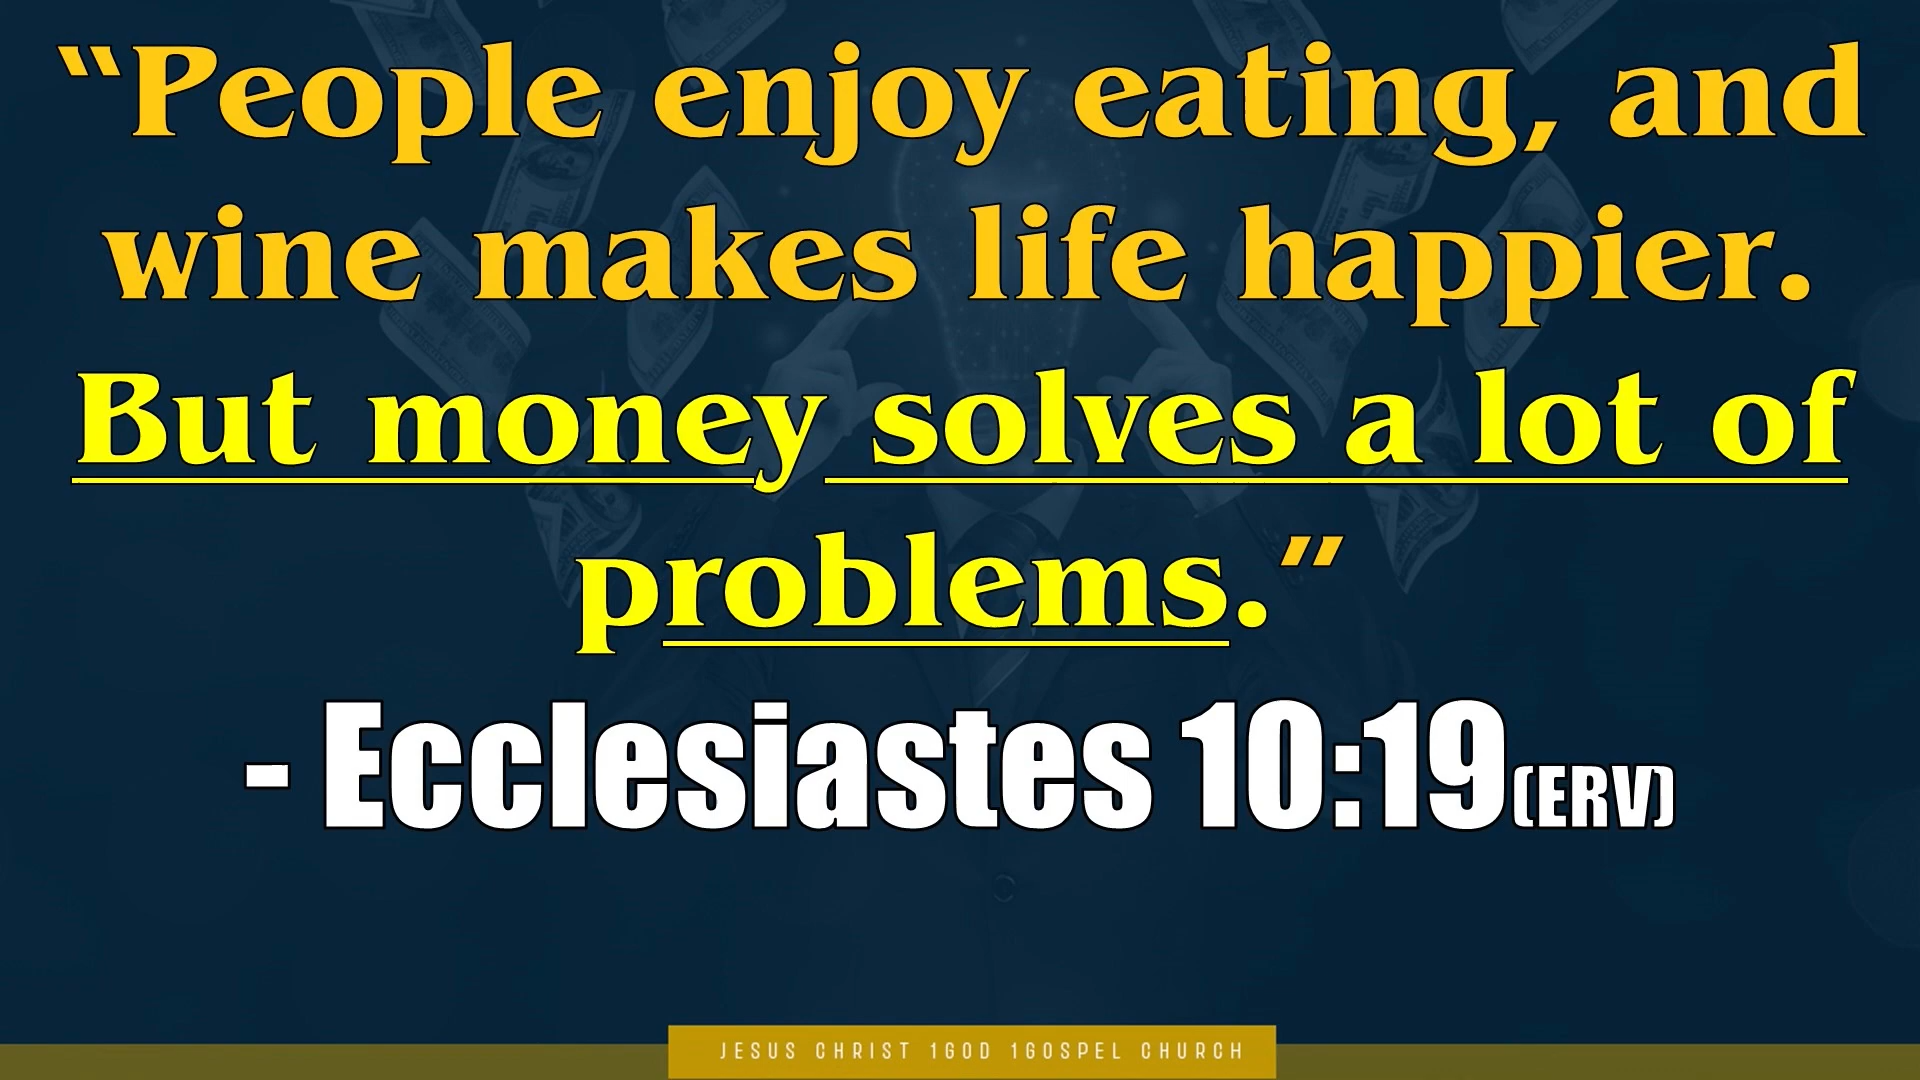 “People enjoy eating, and
wine makes life happier.
But money solves a lot of
problems.”
- Ecclesiastes 10:19(ERV)
JESUS CHRIST 1GOD 1GOSPEL CHURCH